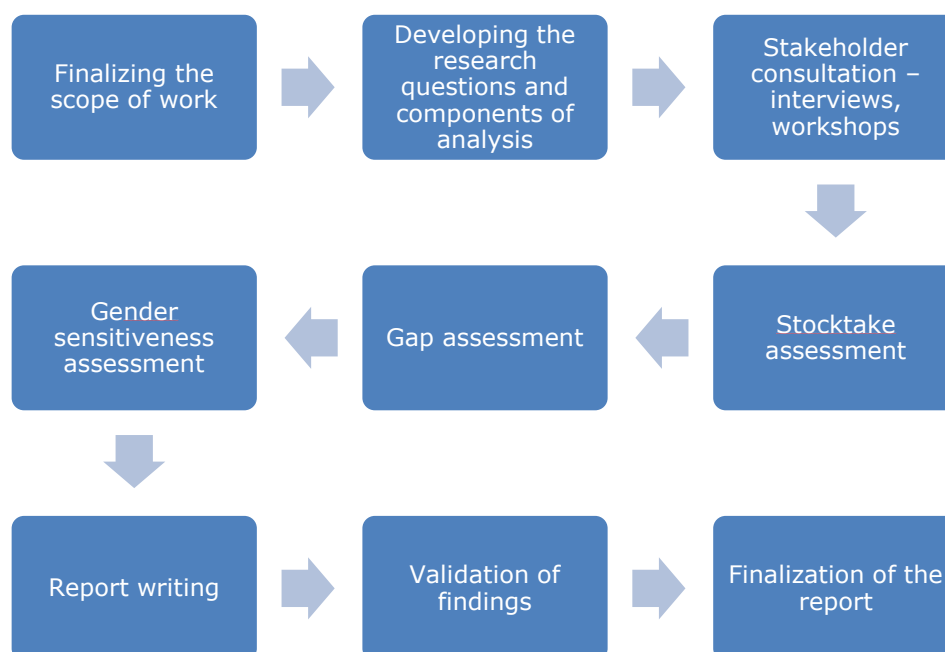 Finalizing the
scope of work
Developing the
research
questions and
components of
analysis
Stakeholder
consultation –
interviews,
workshops
Gender
sensitiveness
assessment
Gap assessment
Stocktake
assessment
Report writing
Validation of
findings
Finalization of the
report